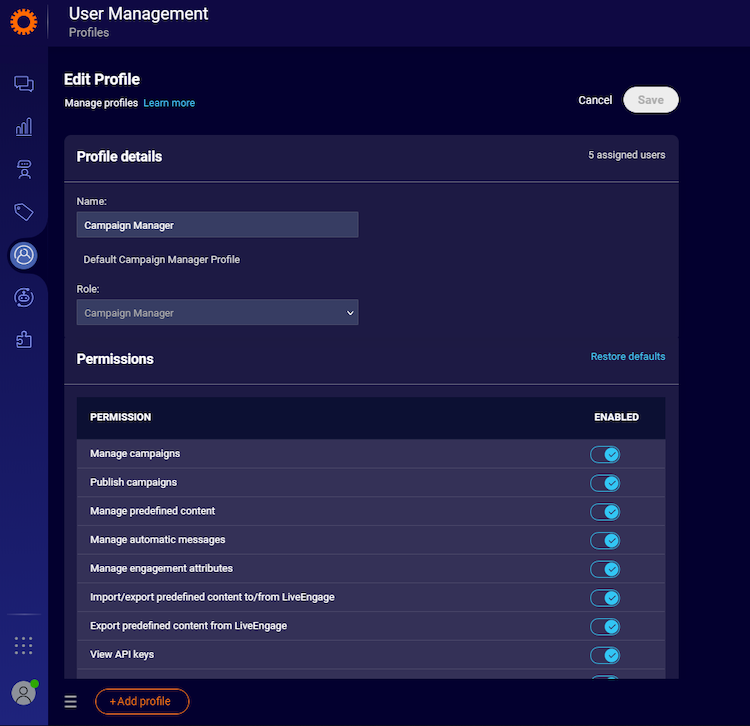 User Management
Profiles
Edit Profile
Manage profiles Learn more
Cancel Save
Profile details 5 assigned users
Name:
Campaign Manager
Default Campaign Manager Profile
Role:
Campaign Manager
Permissions Restore defaults
PERMISSION ENABLED
Manage campaigns
Publish campaigns
Manage predefined content
Manage automatic messages
Manage engagement attributes
Import/export predefined content to/from LiveEngage
Export predefined content from LiveEngage
View API keys
+Add profile